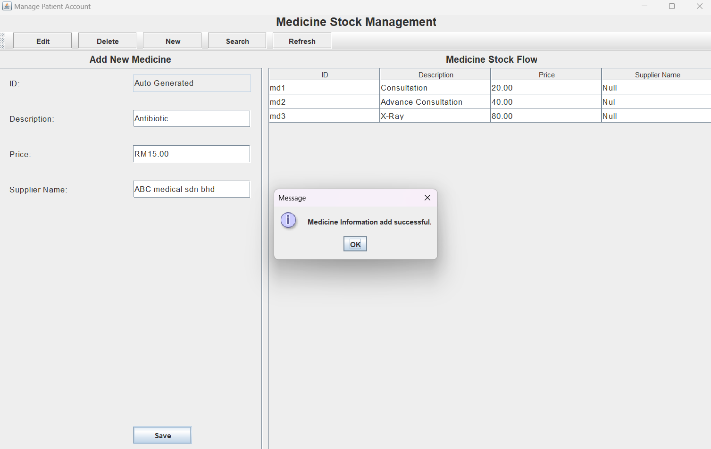 Manage Patient Account
Medicine Stock Management
Edit Delete New Search Refresh
Add New Medicine
ID: Auto Generated
Description: Antibiotic
Price RM15.00
Supplier Name: ABC medical sdn bhd
Save
Medicine Stock Flow
ID Description Price Supplier Name
md1 Consultation 20.00 Null
md2 Advance Consultation 40.00 Nul
md3 X-Ray 80.00 Null
Message
Medicine Information add successful.
OK